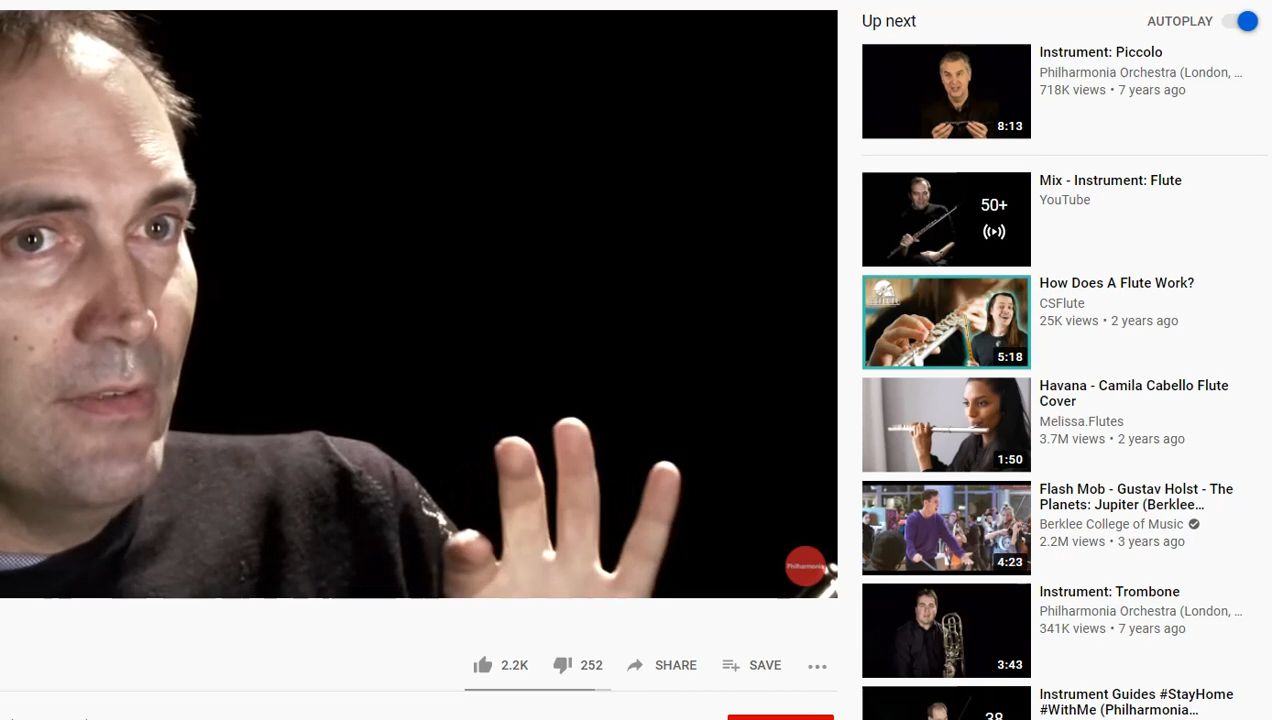 Up next
AUTOPLAY
Instrument: Piccolo
Philharmonia Orchestra (London, ...
718K views • 7 years ago
8:13
Mix - Instrument: Flute
YouTube
50+
How Does A Flute Work?
CSFlute
25K views • 2 years ago
5:18
Havana - Camila Cabello Flute
Cover
Melissa.Flutes
3.7M views • 2 years ago
1:50
Flash Mob - Gustav Holst - The
Planets: Jupiter (Berklee...
Berklee College of Music
2.2M views • 3 years ago
4:23
Philharmonia
Instrument: Trombone
Philharmonia Orchestra (London, ...
341K views • 7 years ago
3:43
2.2K
252
SHARE
SAVE
Instrument Guides #StayHome
#WithMe (Philharmonia...
38